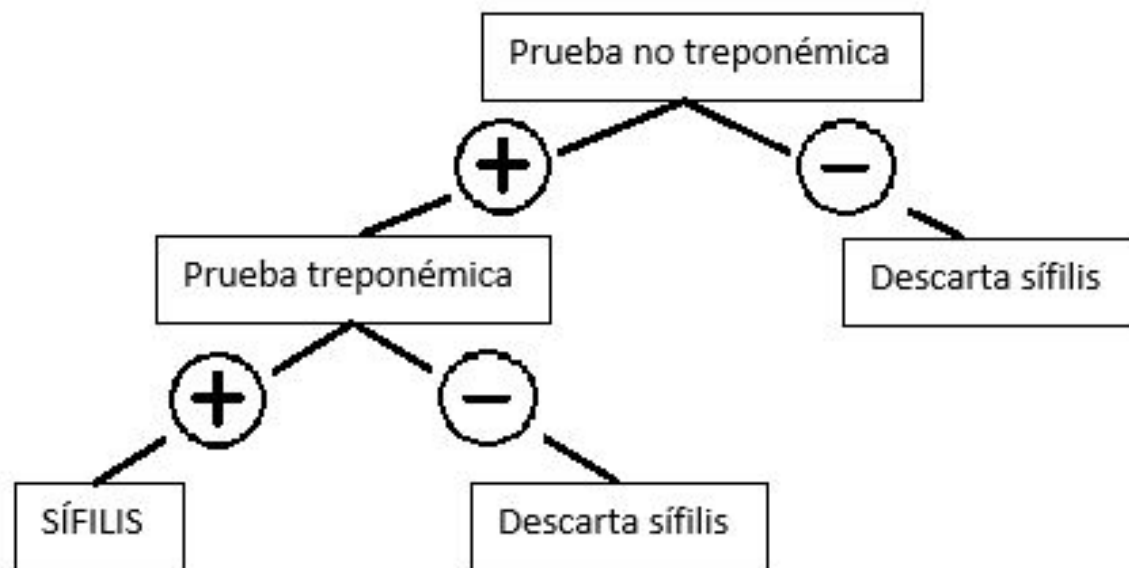 Prueba no treponémica
Prueba treponémica
Descarta sífilis
SÍFILIS
Descarta sífilis